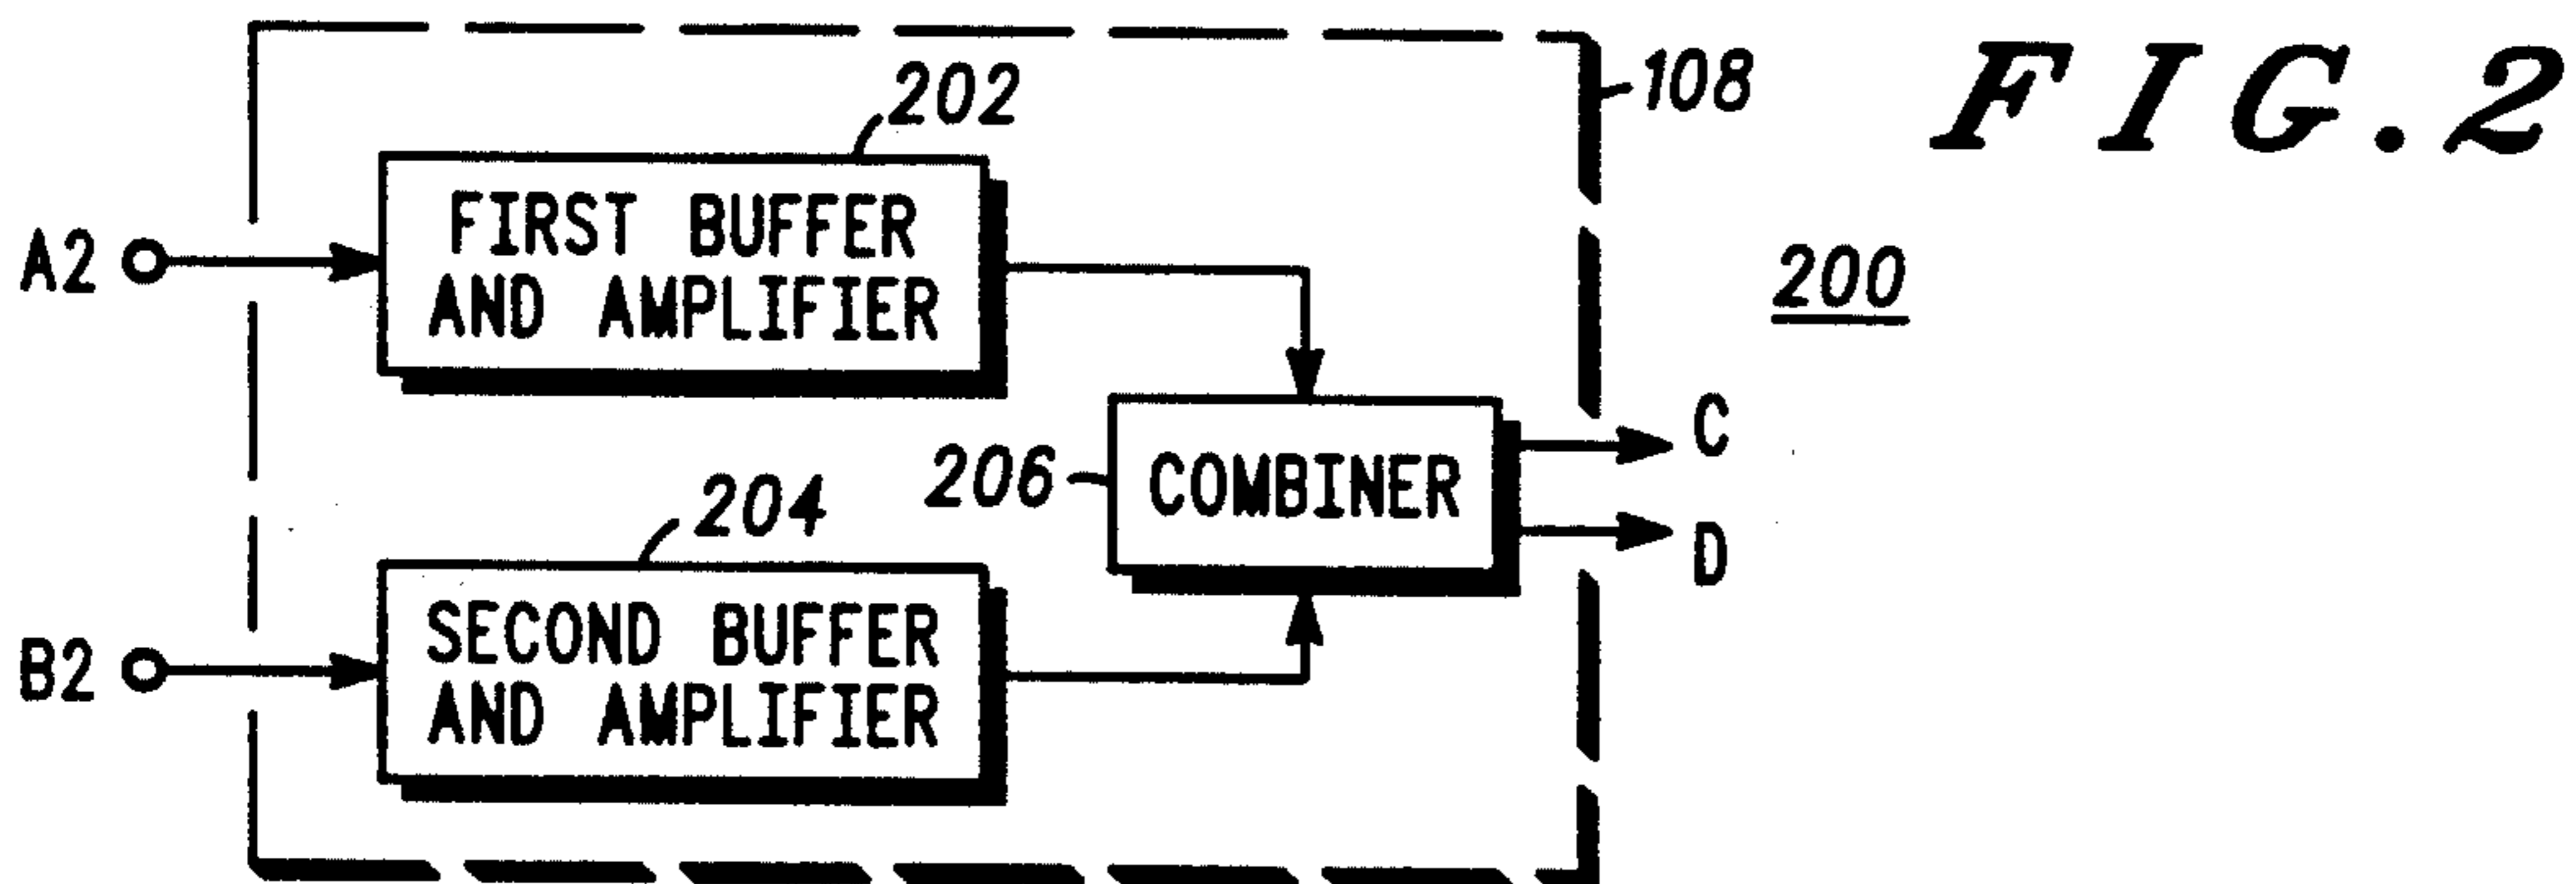 FIG.2
108
202
FIRST BUFFER
AND AMPLIFIER
A2
200
C
206
COMBINER
D
204
SECOND BUFFER
AND AMPLIFIER
B2